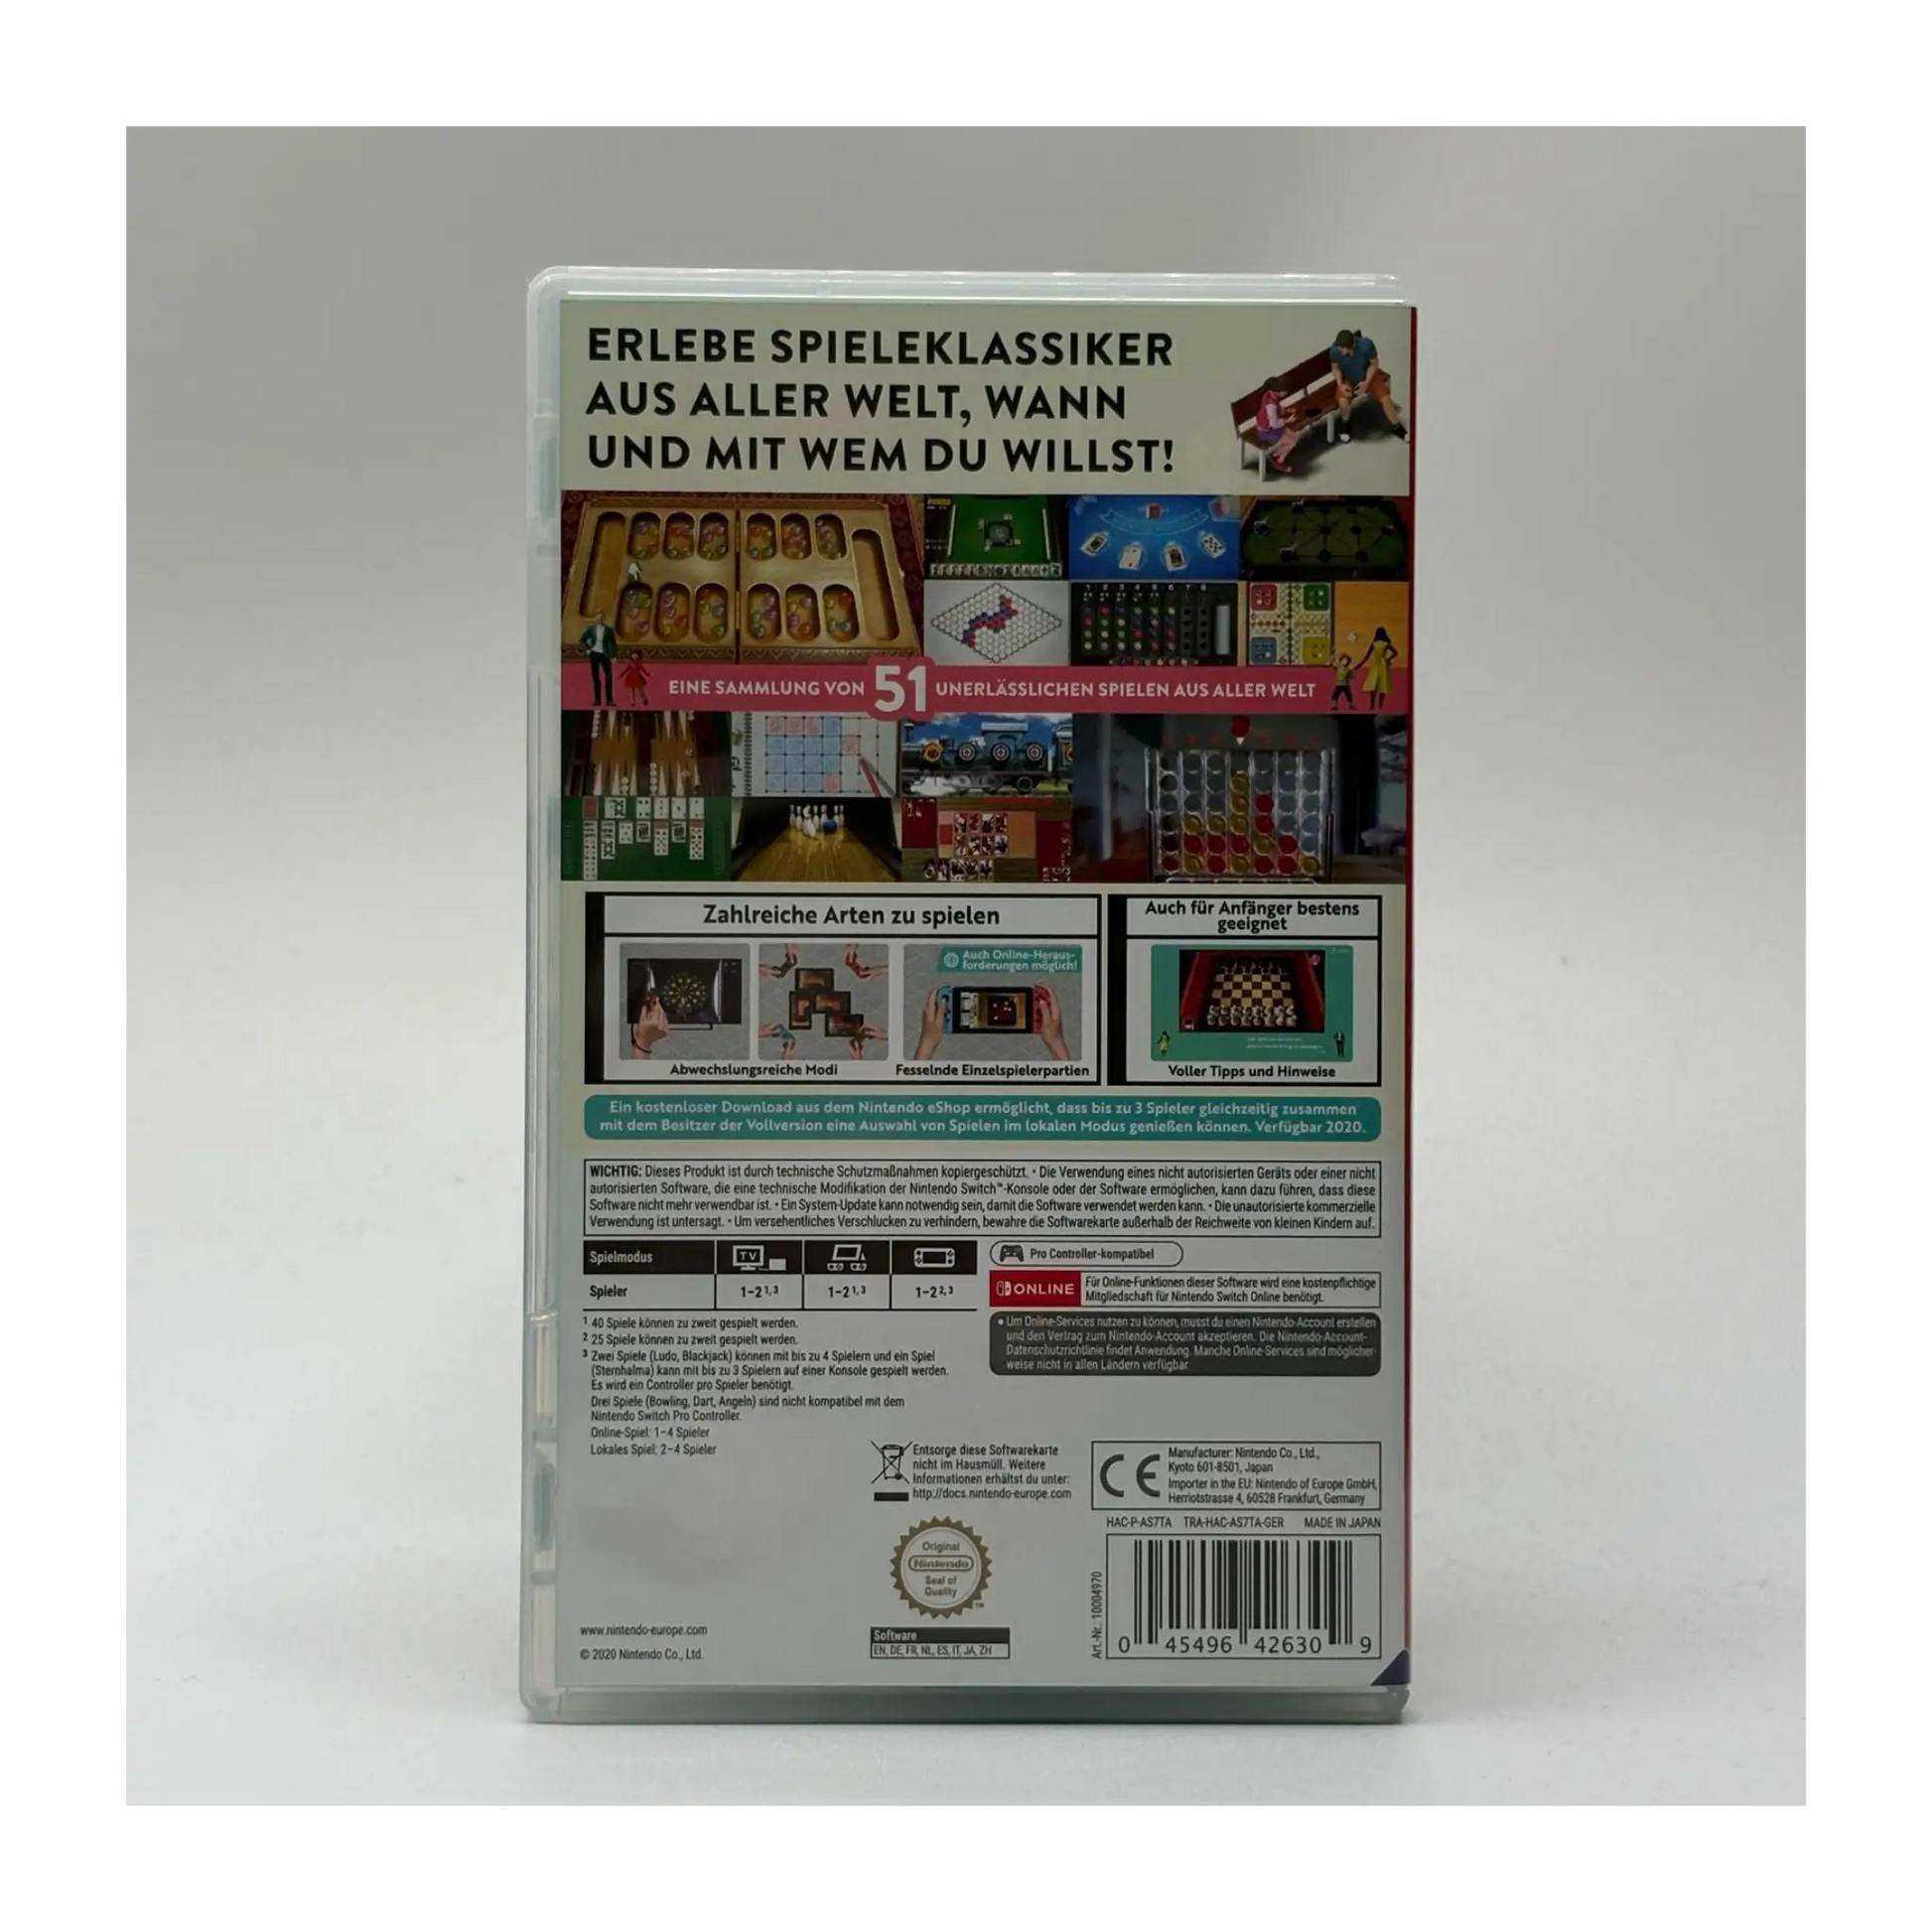 ERLEBE SPIELEKLASSIKER
AUS ALLER WELT, WANN
UND MIT WEM DU WILLST!
EINE SAMMLUNG VON 51 UNERLÄSSLICHEN SPIELEN AUS ALLER WELT
Zahlreiche Arten zu spielen
Auch Online-Heraus-
forderungen möglich!
Abwechslungsreiche Modi
Fesselnde Einzelspielerpartien
Auch für Anfänger bestens
geeignet
Voller Tipps und Hinweise
Ein kostenloser Download aus dem Nintendo eShop ermöglicht, dass bis zu 3 Spieler gleichzeitig zusammen
mit dem Besitzer der Vollversion eine Auswahl von Spielen im lokalen Modus genießen können. Verfügbar 2020.
WICHTIG: Dieses Produkt ist durch technische Schutzmaßnahmen kopiergeschützt. • Die Verwendung eines nicht autorisierten Geräts oder einer nicht
autorisierten Software, die eine technische Modifikation der Nintendo Switch™-Konsole oder der Software ermöglichen, kann dazu führen, dass diese
Software nicht mehr verwendbar ist. • Ein System-Update kann notwendig sein, damit die Software verwendet werden kann. • Die unautorisierte kommerzielle
Verwendung ist untersagt. • Um versehentliches Verschlucken zu verhindern, bewahre die Softwarekarte außerhalb der Reichweite von kleinen Kindern auf.
Spielmodus TV
Spieler 1-2 1,3 1-2 1,3 1-2 2,3
1 40 Spiele können zu zweit gespielt werden.
2 25 Spiele können zu zweit gespielt werden.
3 Zwei Spiele (Ludo, Blackjack) können mit bis zu 4 Spielern und ein Spiel
(Sternhalma) kann mit bis zu 3 Spielern auf einer Konsole gespielt werden.
Es wird ein Controller pro Spieler benötigt.
Drei Spiele (Bowling, Dart, Angeln) sind nicht kompatibel mit dem
Nintendo Switch Pro Controller.
Online-Spiel: 1-4 Spieler
Lokales Spiel: 2-4 Spieler
Pro Controller-kompatibel
ONLINE
Für Online-Funktionen dieser Software wird eine kostenpflichtige
Mitgliedschaft für Nintendo Switch Online benötigt.
• Um Online-Services nutzen zu können, musst du einen Nintendo-Account erstellen
und den Vertrag zum Nintendo-Account akzeptieren. Die Nintendo-Account-
Datenschutzrichtlinie findet Anwendung. Manche Online-Services sind möglicher-
weise nicht in allen Ländern verfügbar.
Entsorge diese Softwarekarte
nicht im Hausmüll. Weitere
Informationen erhältst du unter:
http://docs.nintendo-europe.com
CE
Manufacturer: Nintendo Co., Ltd.,
Kyoto 601-8501, Japan
Importer in the EU: Nintendo of Europe GmbH,
Herriotstrasse 4, 60528 Frankfurt, Germany
HAC-P-AS7TA TRA-HAC-AS7TA-GER MADE IN JAPAN
Original
Nintendo
Seal of
Quality
™
Art.-Nr.: 10004970
0 45496 42630 9
www.nintendo-europe.com
© 2020 Nintendo Co., Ltd.
Software
EN, DE, FR, NL, ES, IT, JA, ZH